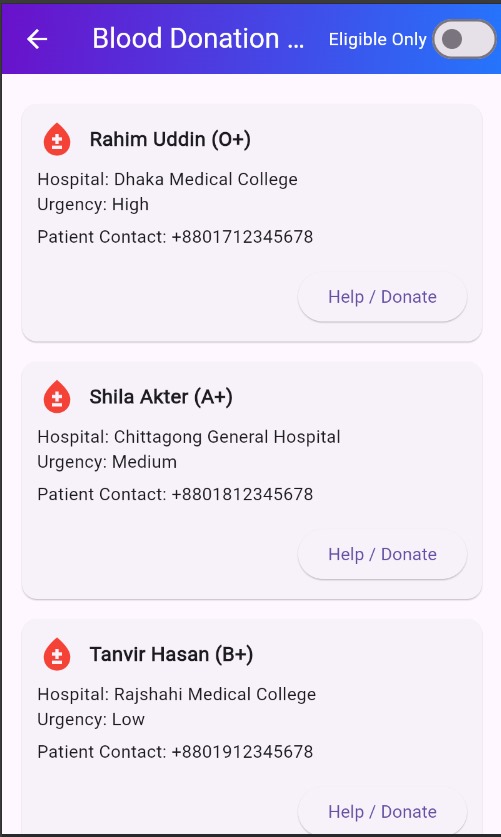 Blood Donation ... Eligible Only
Rahim Uddin (O+)
Hospital: Dhaka Medical College
Urgency: High
Patient Contact: +8801712345678
Help / Donate
Shila Akter (A+)
Hospital: Chittagong General Hospital
Urgency: Medium
Patient Contact: +8801812345678
Help / Donate
Tanvir Hasan (B+)
Hospital: Rajshahi Medical College
Urgency: Low
Patient Contact: +8801912345678
Help / Donate